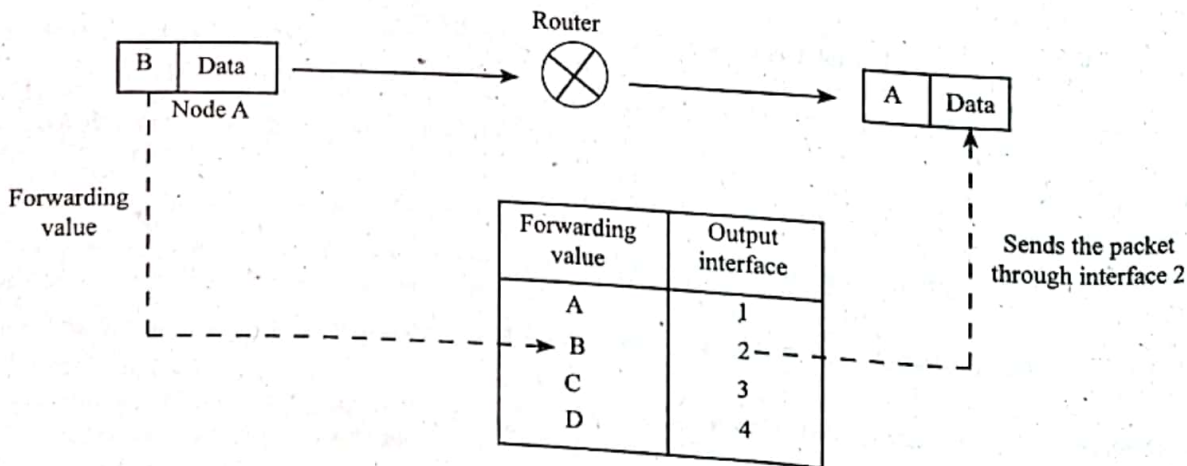 Router
B Data
Node A
A Data
Forwarding
value
Forwarding
value
Output
interface
A 1
B 2
C 3
D 4
Sends the packet
through interface 2